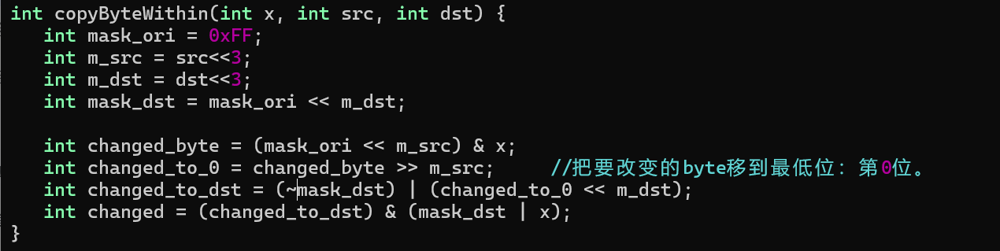 int copyByteWithin(int x, int src, int dst) {
   int mask_ori = 0xFF;
   int m_src = src<<3;
   int m_dst = dst<<3;
   int mask_dst = mask_ori << m_dst;

   int changed_byte = (mask_ori << m_src) & x;
   int changed_to_0 = changed_byte >> m_src;     //把要改变的byte移到最低位：第0位。
   int changed_to_dst = (~mask_dst) | (changed_to_0 << m_dst);
   int changed = (changed_to_dst) & (mask_dst | x);
}